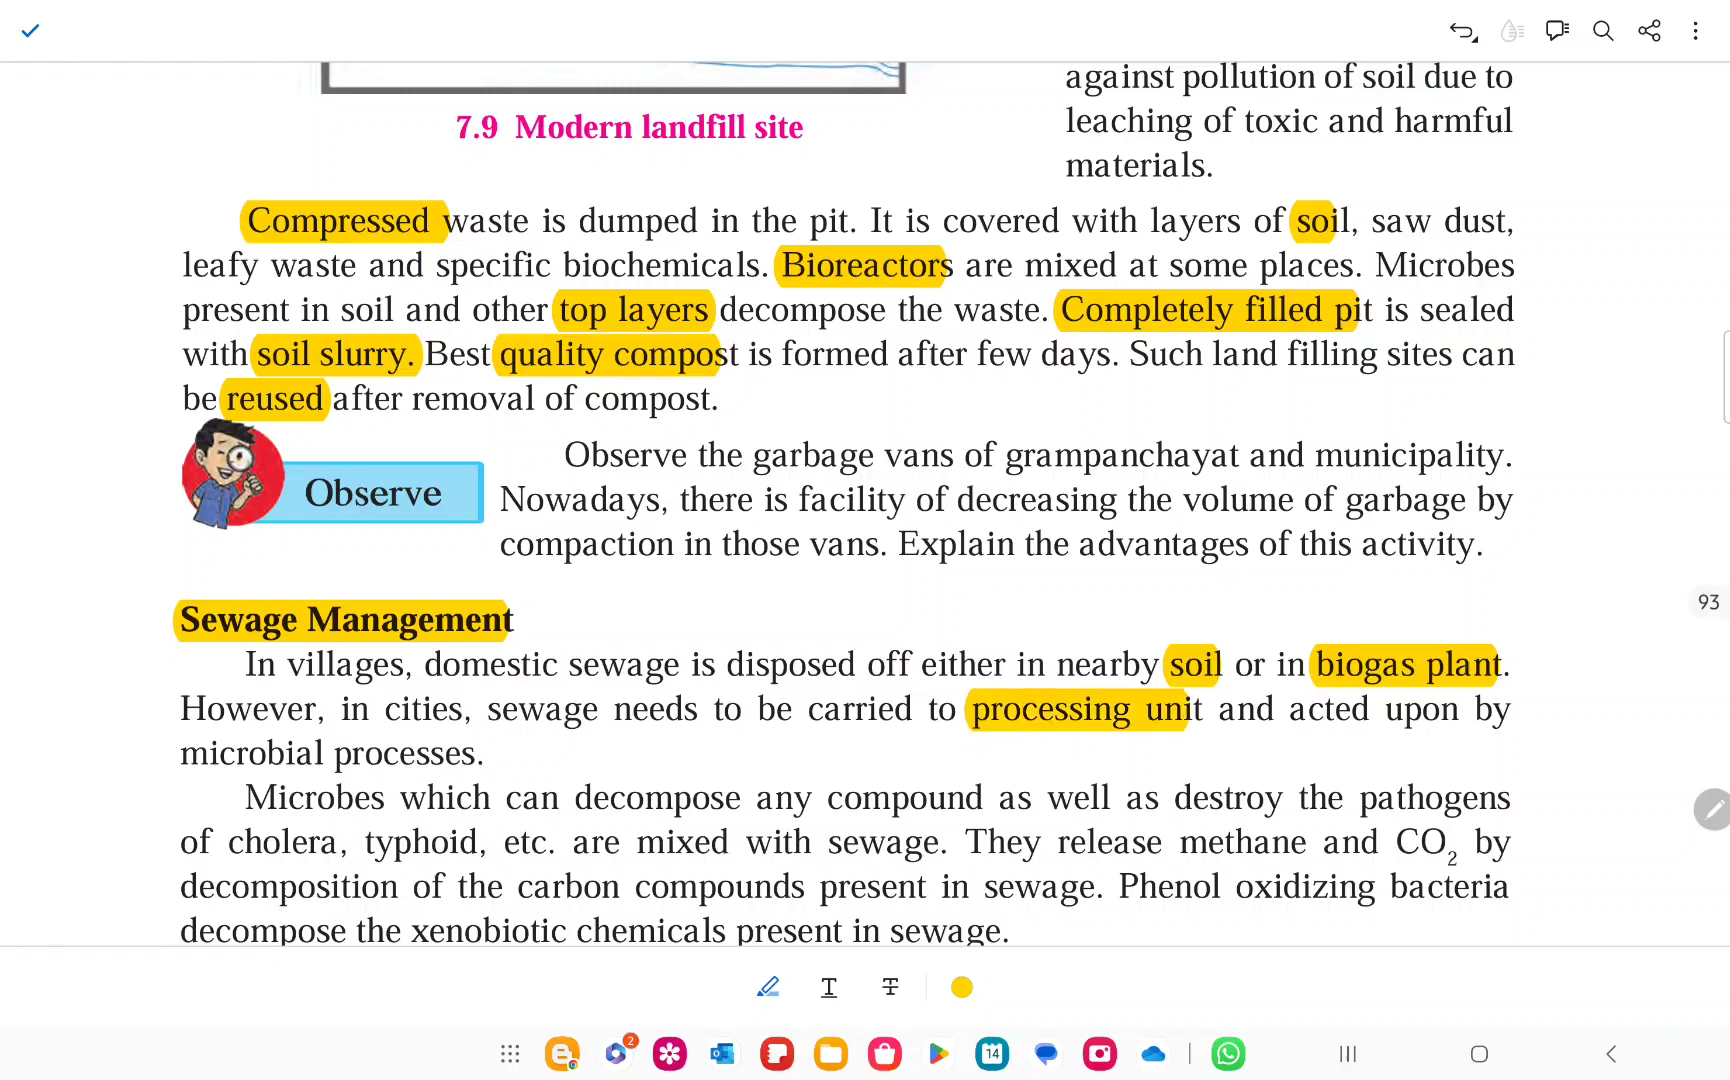 against pollution of soil due to
leaching of toxic and harmful
materials.
7.9 Modern landfill site
Compressed waste is dumped in the pit. It is covered with layers of soil, saw dust,
leafy waste and specific biochemicals. Bioreactors are mixed at some places. Microbes
present in soil and other top layers decompose the waste. Completely filled pit is sealed
with soil slurry. Best quality compost is formed after few days. Such land filling sites can
be reused after removal of compost.
Observe
Observe the garbage vans of grampanchayat and municipality.
Nowadays, there is facility of decreasing the volume of garbage by
compaction in those vans. Explain the advantages of this activity.
Sewage Management
In villages, domestic sewage is disposed off either in nearby soil or in biogas plant.
However, in cities, sewage needs to be carried to processing unit and acted upon by
microbial processes.
93
Microbes which can decompose any compound as well as destroy the pathogens
of cholera, typhoid, etc. are mixed with sewage. They release methane and CO₂ by
decomposition of the carbon compounds present in sewage. Phenol oxidizing bacteria
decompose the xenobiotic chemicals present in sewage.
T T
2
14